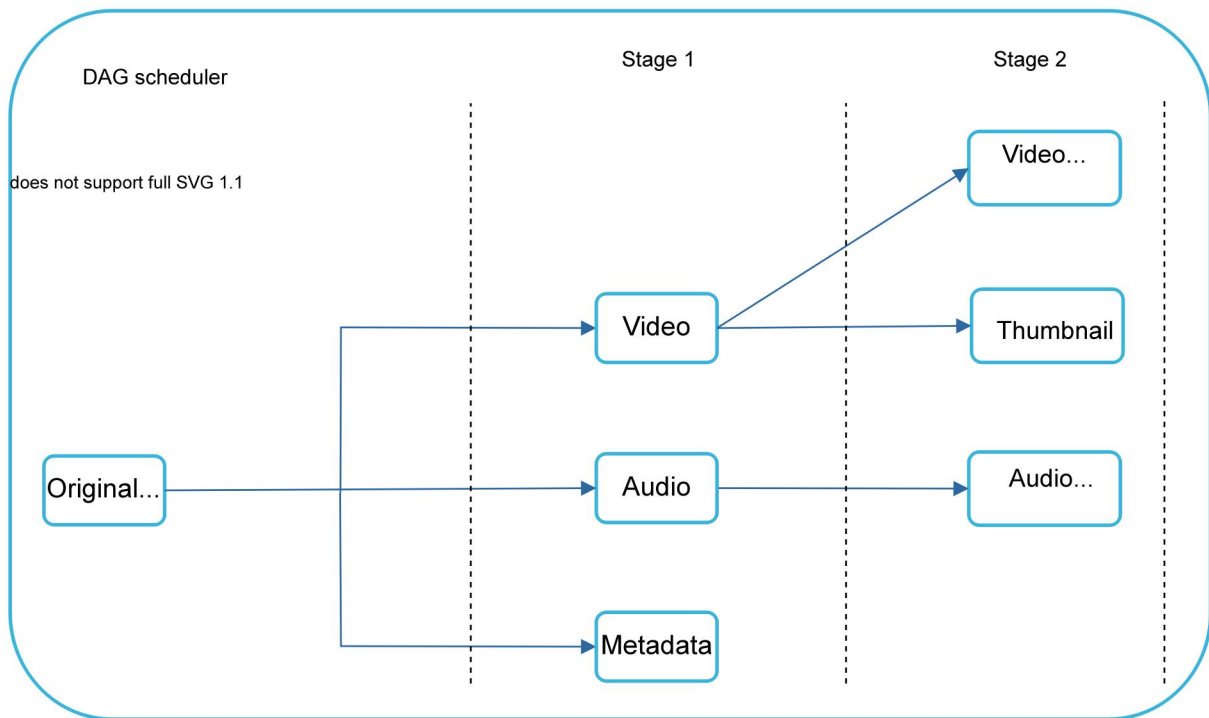 DAG scheduler
Stage 1
Stage 2
does not support full SVG 1.1
Video...
Video
Thumbnail
Original...
Audio
Audio...
Metadata